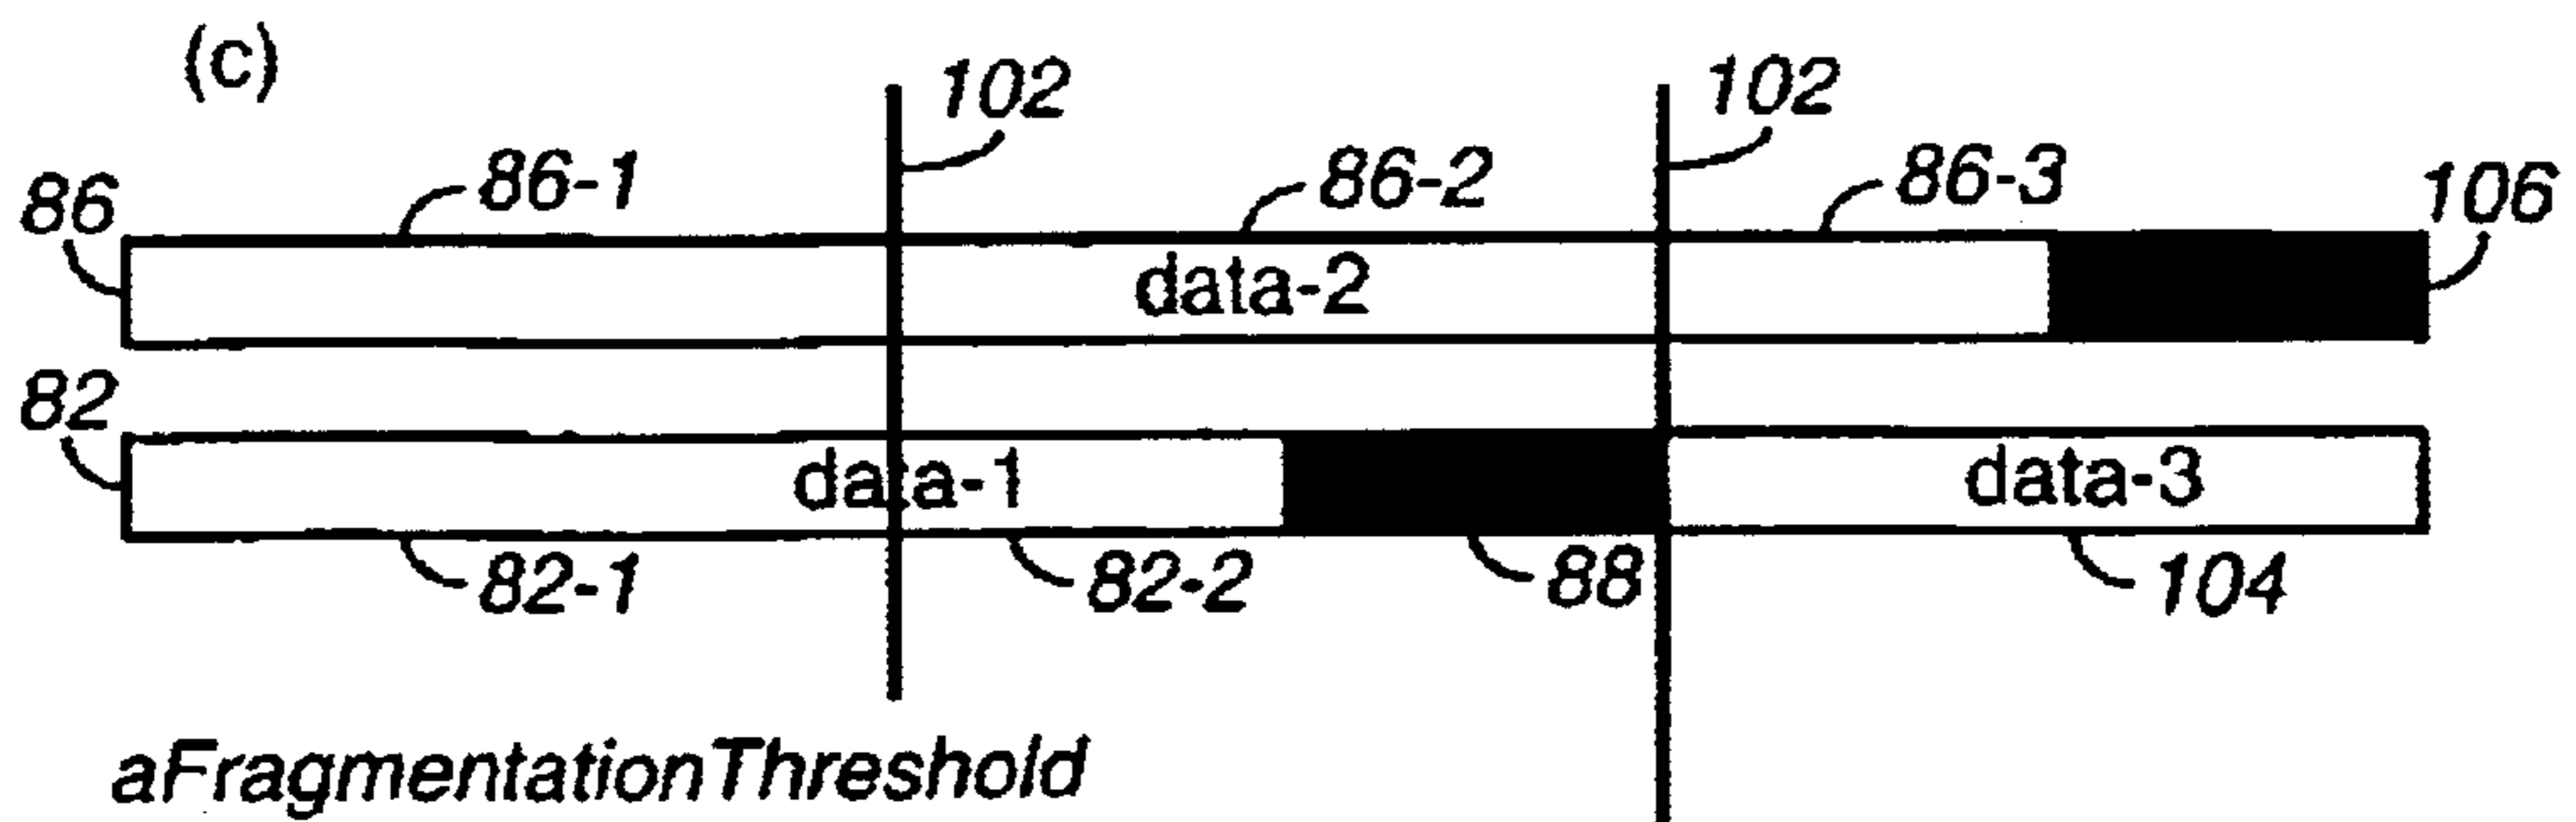 (c)
102 102
86 86-1 86-2 86-3 106
data-2
82
data-1 data-3
82-1 82-2 88 104
aFragmentationThreshold